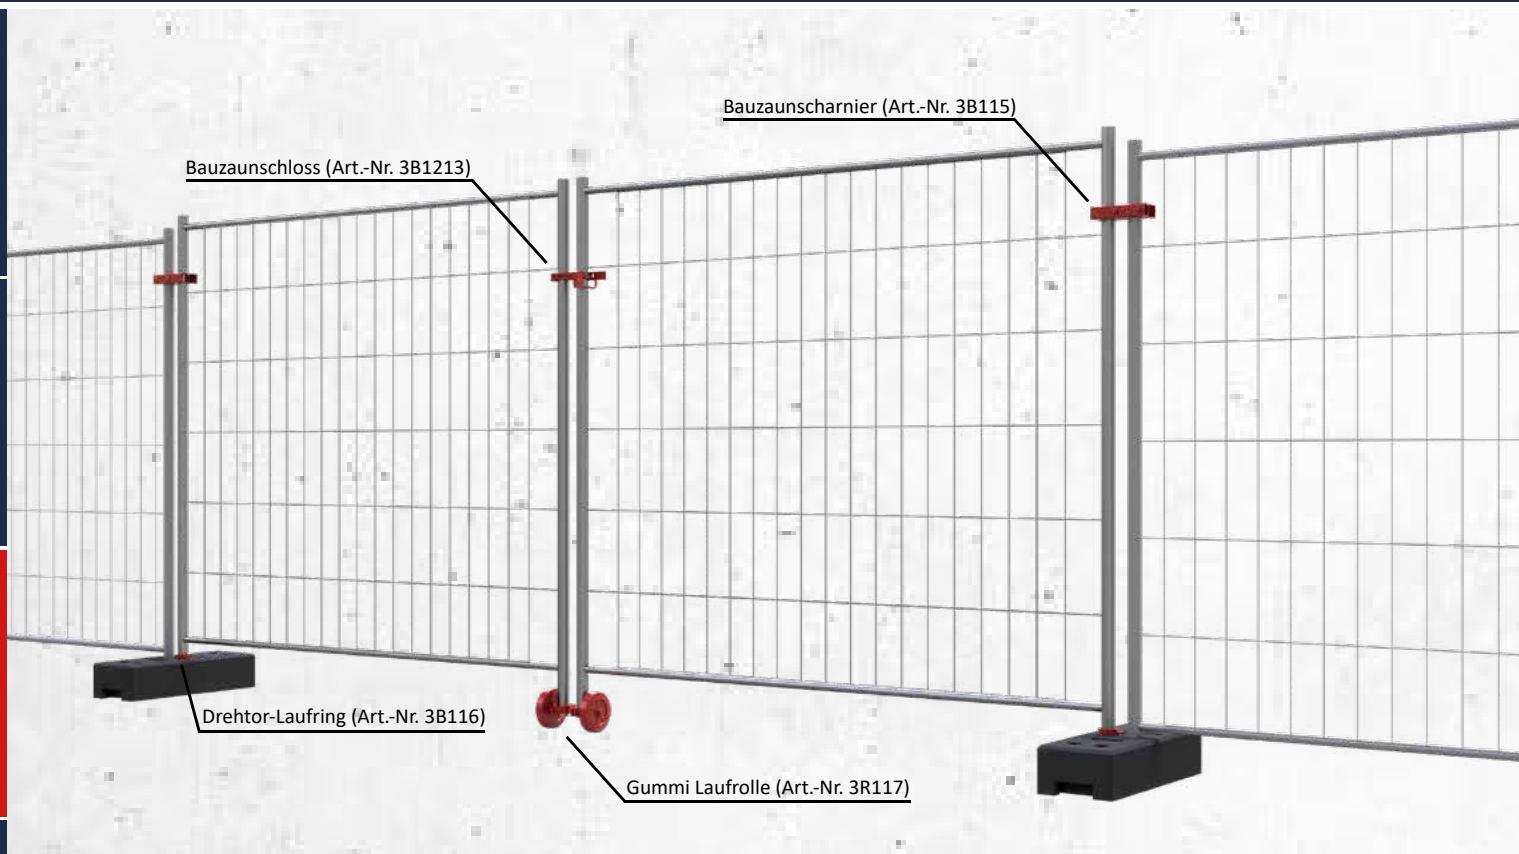 Bauzaunscharnier (Art.-Nr. 3B115)
Bauzaunschloss (Art.-Nr. 3B1213)
Drehtor-Laufring (Art.-Nr. 3B116)
Gummi Laufrolle (Art.-Nr. 3R117)